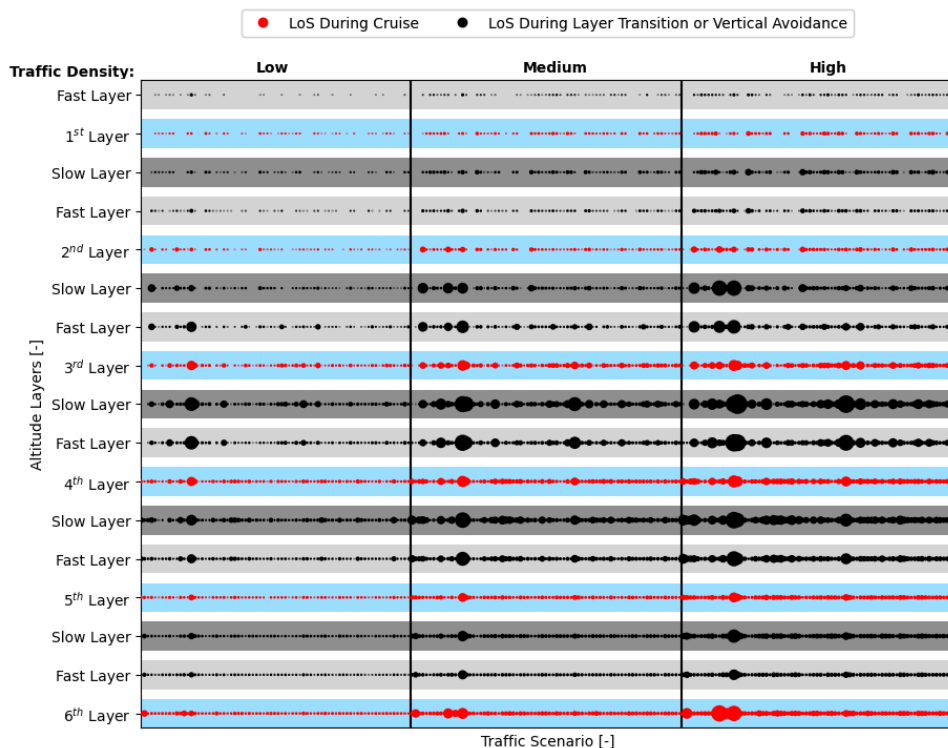 LoS During Cruise LoS During Layer Transition or Vertical Avoidance
Traffic Density: Low Medium High
Fast Layer
1st Layer
Slow Layer
Fast Layer
2nd Layer
Slow Layer
Fast Layer
3rd Layer
Slow Layer
Fast Layer
4th Layer
Slow Layer
Fast Layer
5th Layer
Slow Layer
Fast Layer
6th Layer
Altitude Layers [-]
Traffic Scenario [-]